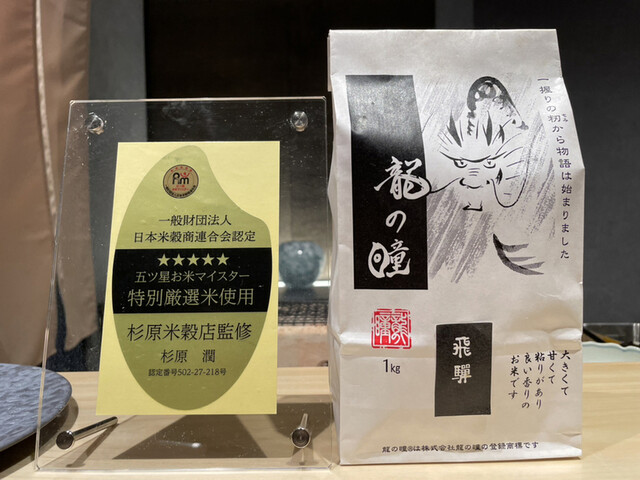 一般財団法人
日本米穀商連合会認定
★★★★★
五ツ星お米マイスター
特別厳選米使用
杉原米穀店監修
杉原 潤
認定番号502-27-218号
一握りの籾から物語は始まりました
龍の瞳
飛騨
1kg
大きくて
甘くて
粘りがあり
良い香りの
お米です
龍の瞳®は株式会社龍の瞳の登録商標です